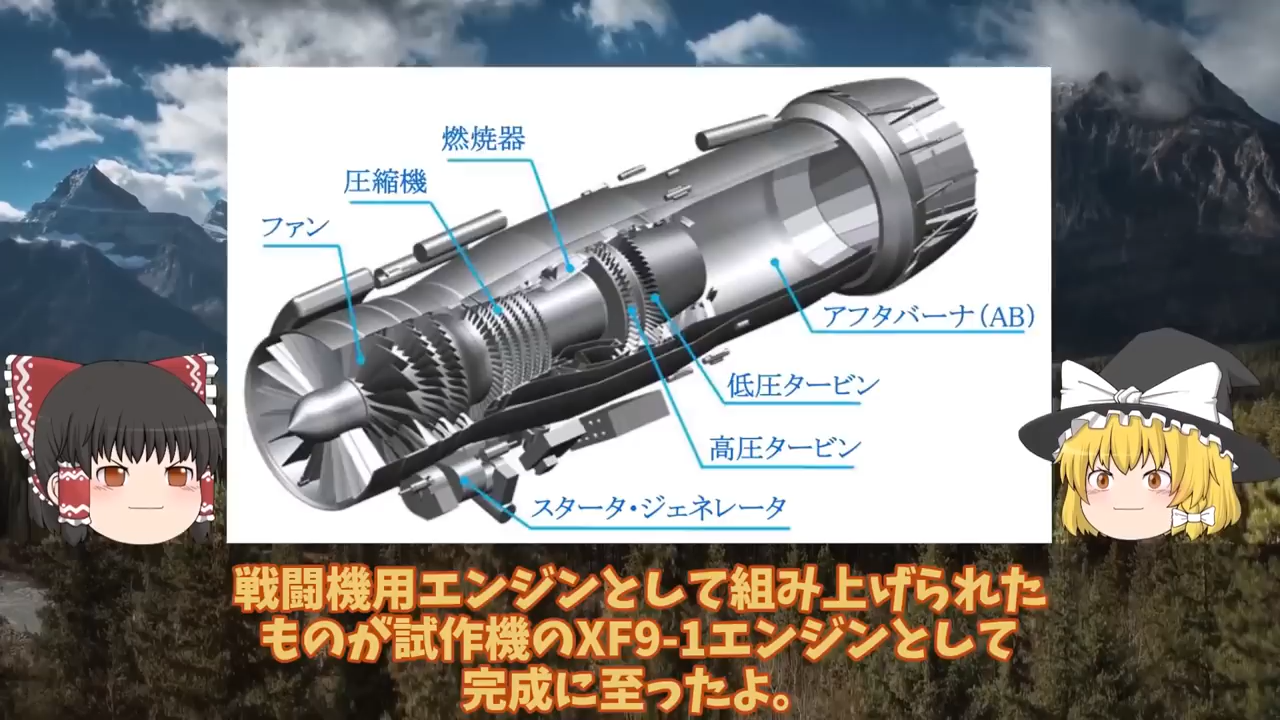 燃焼器
圧縮機
ファン
アフタバーナ(AB)
低圧タービン
高圧タービン
スタータ・ジェネレータ
戦闘機用エンジンとして組み上げられた
ものが試作機のXF9-1エンジンとして
完成に至ったよ。